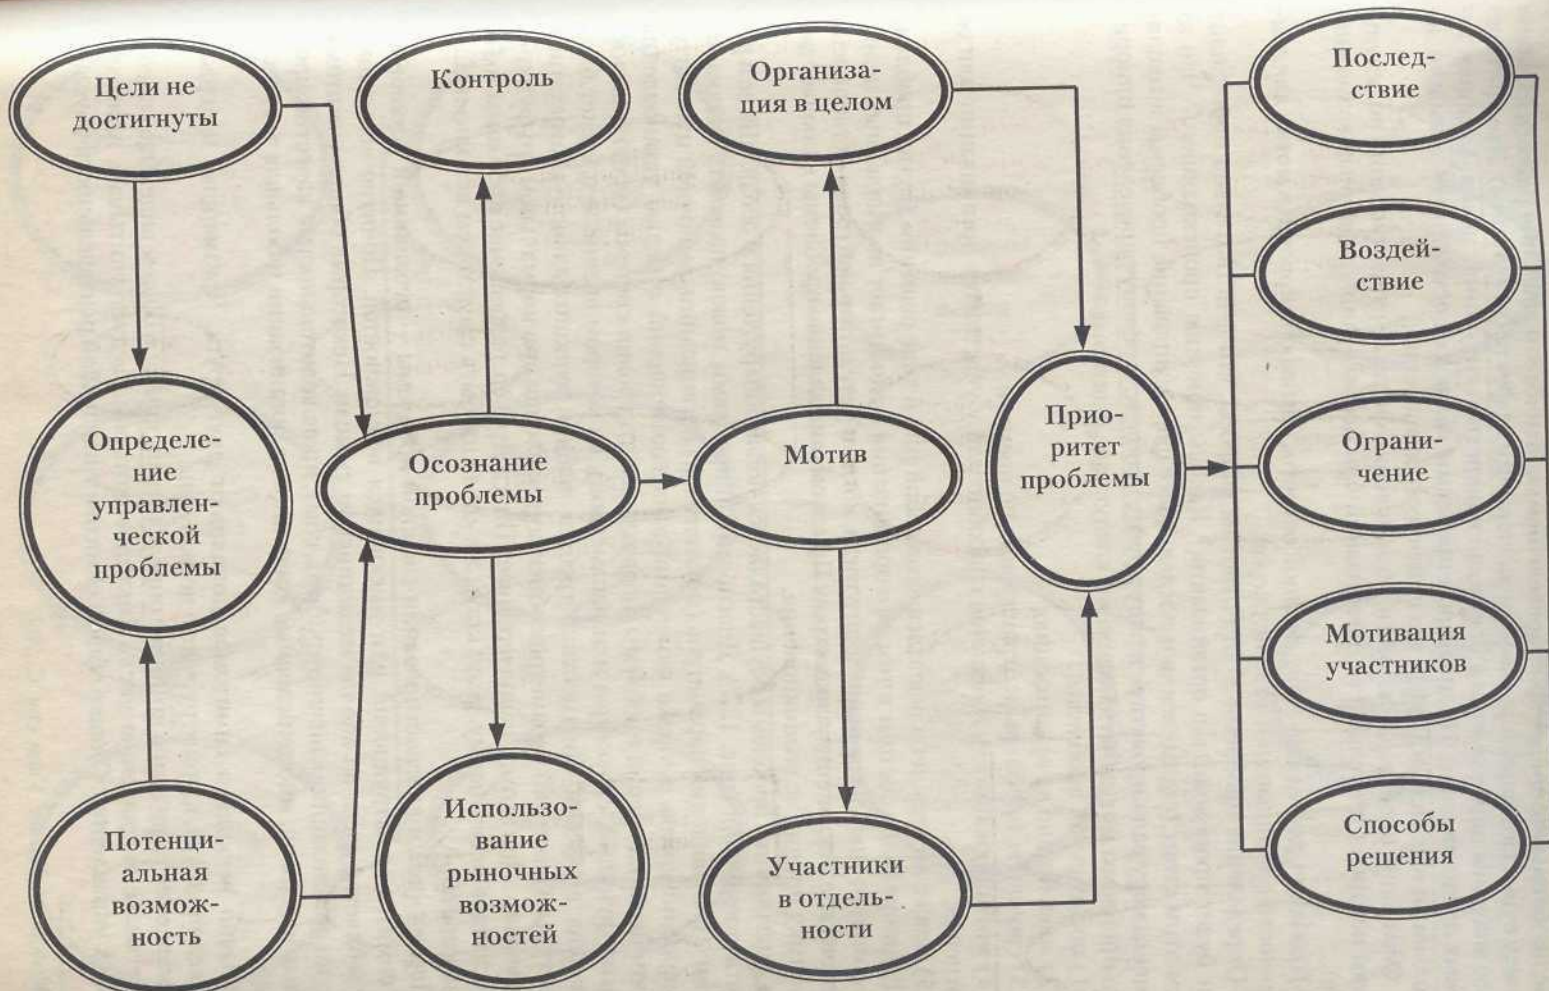 Цели не
достигнуты
Контроль
Организа-
ция в целом
Послед-
ствие
Воздей-
ствие
Определе-
ние
управлен-
ческой
проблемы
Осознание
проблемы
Мотив
Прио-
ритет
проблемы
Ограни-
чение
Мотивация
участников
Потенци-
альная
возмож-
ность
Использо-
вание
рыночных
возмож-
ностей
Участники
в отдель-
ности
Способы
решения